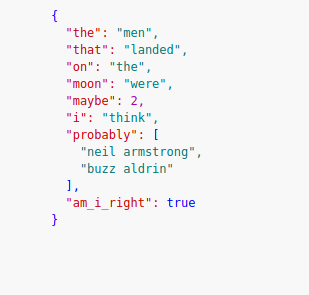 {
"the": "men",
"that": "landed",
"on": "the",
"moon": "were",
"maybe": 2,
"i": "think",
"probably": [
"neil armstrong",
"buzz aldrin"
],
"am_i_right": true
}